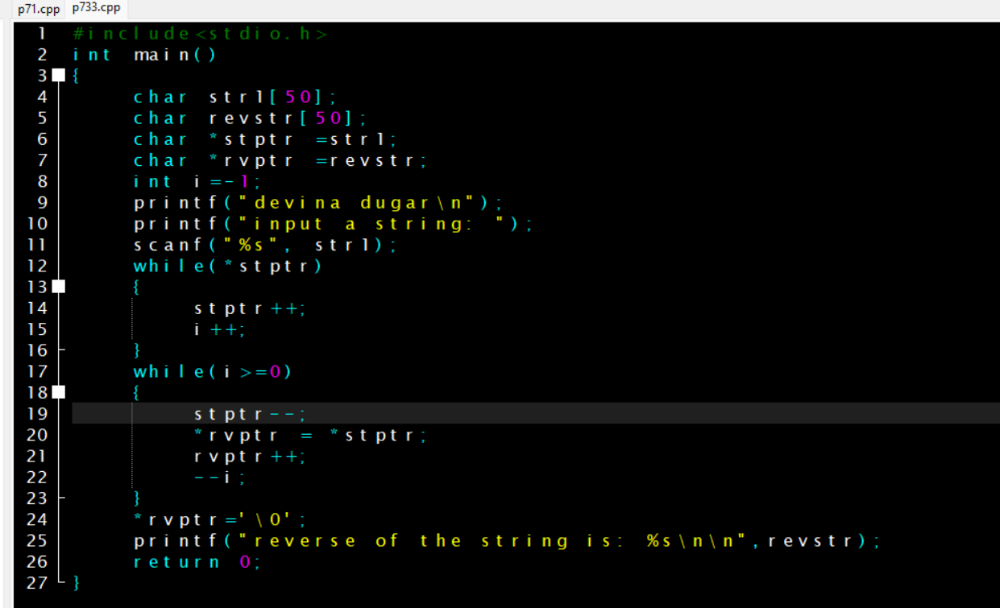 p71.cpp p733.cpp
1 #include<stdio.h>
2 int main()
3 {
4 char str1[50];
5 char revstr[50];
6 char *stptr =str1;
7 char *rvptr =revstr;
8 int i=-1;
9 printf("devina dugar\n");
10 printf("input a string: ");
11 scanf("%s", str1);
12 while(*stptr)
13 {
14 stptr++;
15 i++;
16 }
17 while(i>=0)
18 {
19 stptr--;
20 *rvptr = *stptr;
21 rvptr++;
22 --i;
23 }
24 *rvptr='\0';
25 printf("reverse of the string is: %s\n\n",revstr);
26 return 0;
27 }